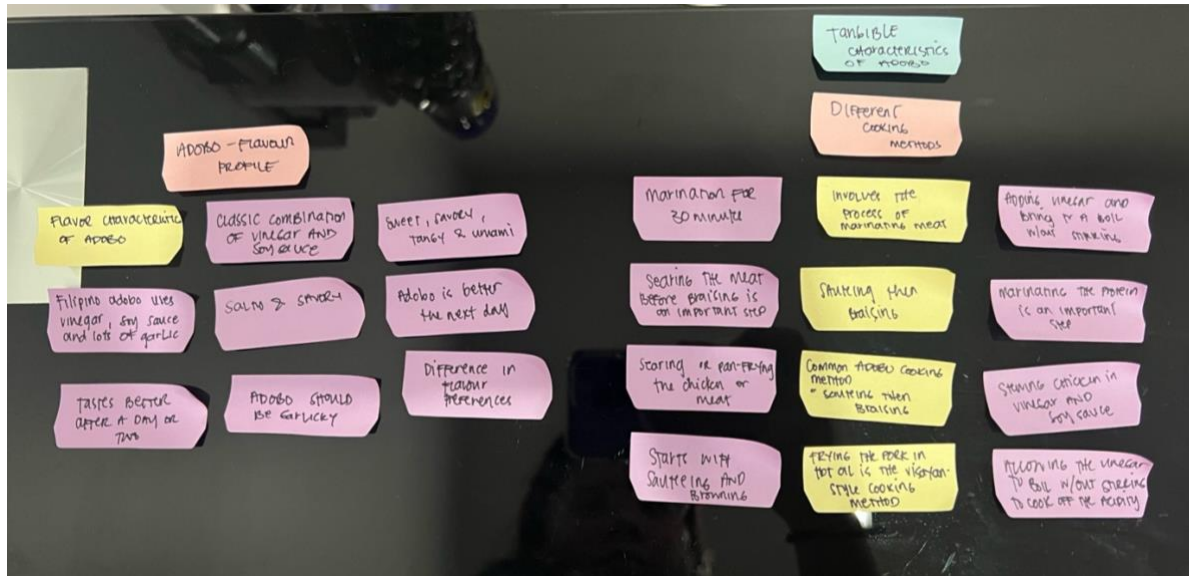 TANGIBLE
CHARACTERISTICS
OF ADOBO
DIFFERENT
COOKING
METHODS
ADOBO - FLAVOUR
PROFILE
FLAVOR CHARACTERISTIC
OF ADOBO
CLASSIC COMBINATION
OF VINEGAR AND
SOY SAUCE
Sweet, savory,
tangy & umami
Filipino adobo uses
vinegar, soy sauce
and lots of garlic
SALTY & SAVORY
Adobo is better
the next day
TASTES BETTER
AFTER A DAY OR
TWO
ADOBO SHOULD
BE GARLICKY
Difference in
flavour
preferences
Marination FOR
30 minute
INVOLVES THE
PROCESS OF
MARINATING MEAT
ADDING VINEGAR AND
BRING TO A BOIL
W/OUT STIRRING
SEARING THE MEAT
BEFORE BRAISING IS
AN IMPORTANT STEP
SAUTEING THEN
BRAISING
MARINATING THE PROTEIN
IS AN IMPORTANT
STEP
OR PAN-FRYING
THE CHICKEN OR
MEAT
COMMON ADOBO COOKING
METHOD
SAUTEING THEN
BRAISING
CHICKEN IN
VINEGAR AND
SOY SAUCE
STARTS WITH
SAUTEING AND
BROWNING
FRYING THE PORK IN
HOT OIL IS THE VISAYAN-
STYLE COOKING
METHOD
ALLOWING THE VINEGAR
TO BOIL W/OUT STIRRING
TO COOK OFF THE ACIDITY